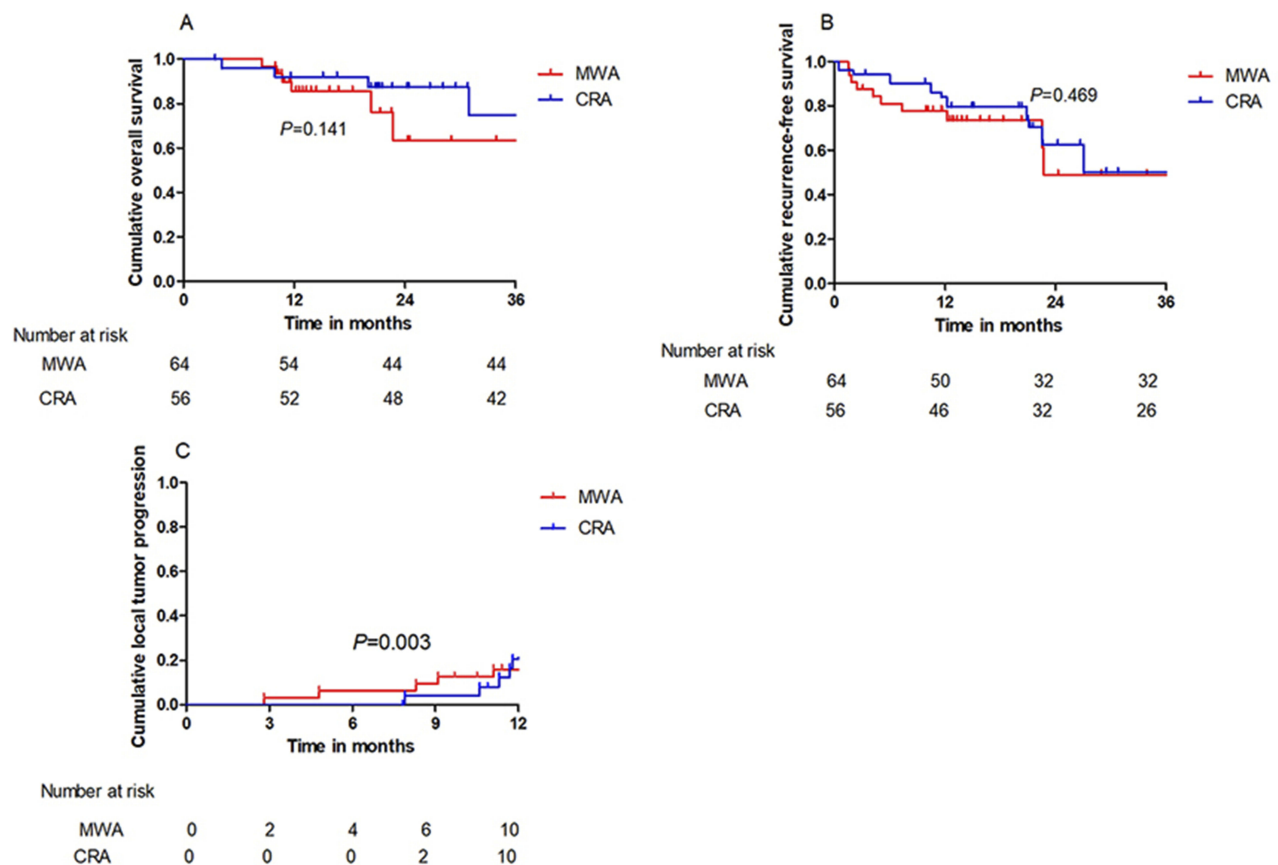 A
Cumulative overall survival
1.0
0.8
0.6
0.4
0.2
0.0
P=0.141
MWA
CRA
0 12 24 36
Time in months
Number at risk
MWA 64 54 44 44
CRA 56 52 48 42
B
Cumulative recurrence-free survival
1.0
0.8
0.6
0.4
0.2
0.0
P=0.469
MWA
CRA
0 12 24 36
Time in months
Number at risk
MWA 64 50 32 32
CRA 56 46 32 26
C
Cumulative local tumor progression
1.0
0.8
0.6
0.4
0.2
0.0
P=0.003
MWA
CRA
0 3 6 9 12
Time in months
Number at risk
MWA 0 2 4 6 10
CRA 0 0 0 2 10